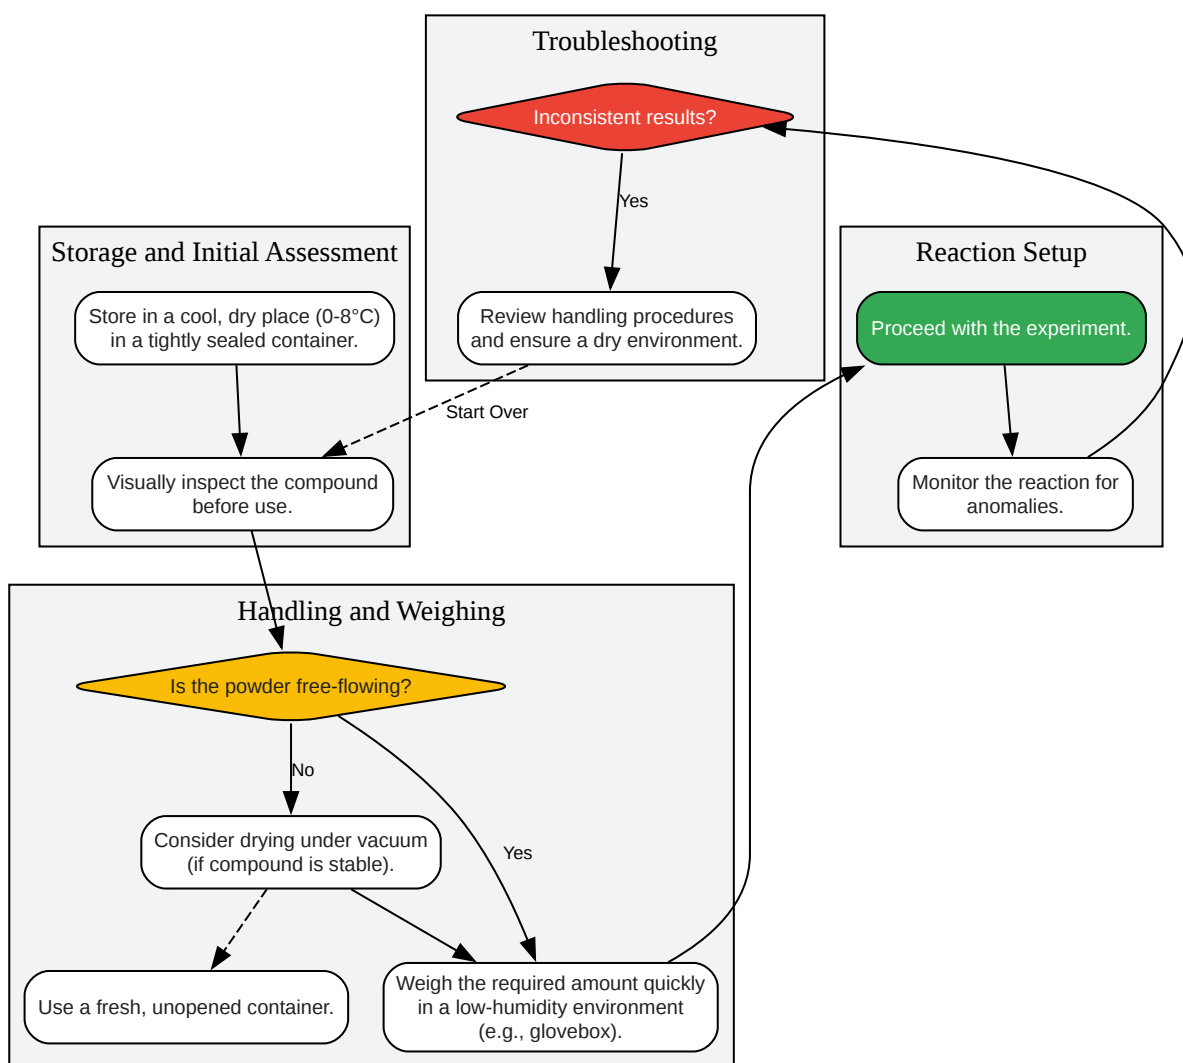 Troubleshooting
Inconsistent results?
Yes
Review handling procedures
and ensure a dry environment.
Start Over
Storage and Initial Assessment
Store in a cool, dry place (0-8°C)
in a tightly sealed container.
Visually inspect the compound
before use.
Reaction Setup
Proceed with the experiment.
Monitor the reaction for
anomalies.
Handling and Weighing
Is the powder free-flowing?
No
Yes
Consider drying under vacuum
(if compound is stable).
Use a fresh, unopened container.
Weigh the required amount quickly
in a low-humidity environment
(e.g., glovebox).